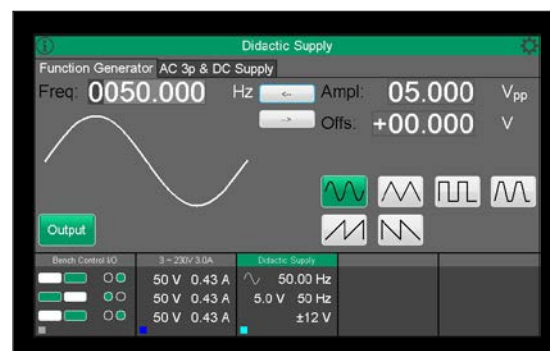 Didactic Supply
Function Generator AC 3p & DC Supply
Freq: 0050.000 Hz <-- Ampl: 05.000 Vpp
--> Offs: +00.000 V
Output
Bench Control I/O 3 ~ 230V 3.0A Didactic Supply
50 V 0.43 A 50.00 Hz
50 V 0.43 A 5.0 V 50 Hz
50 V 0.43 A ±12 V